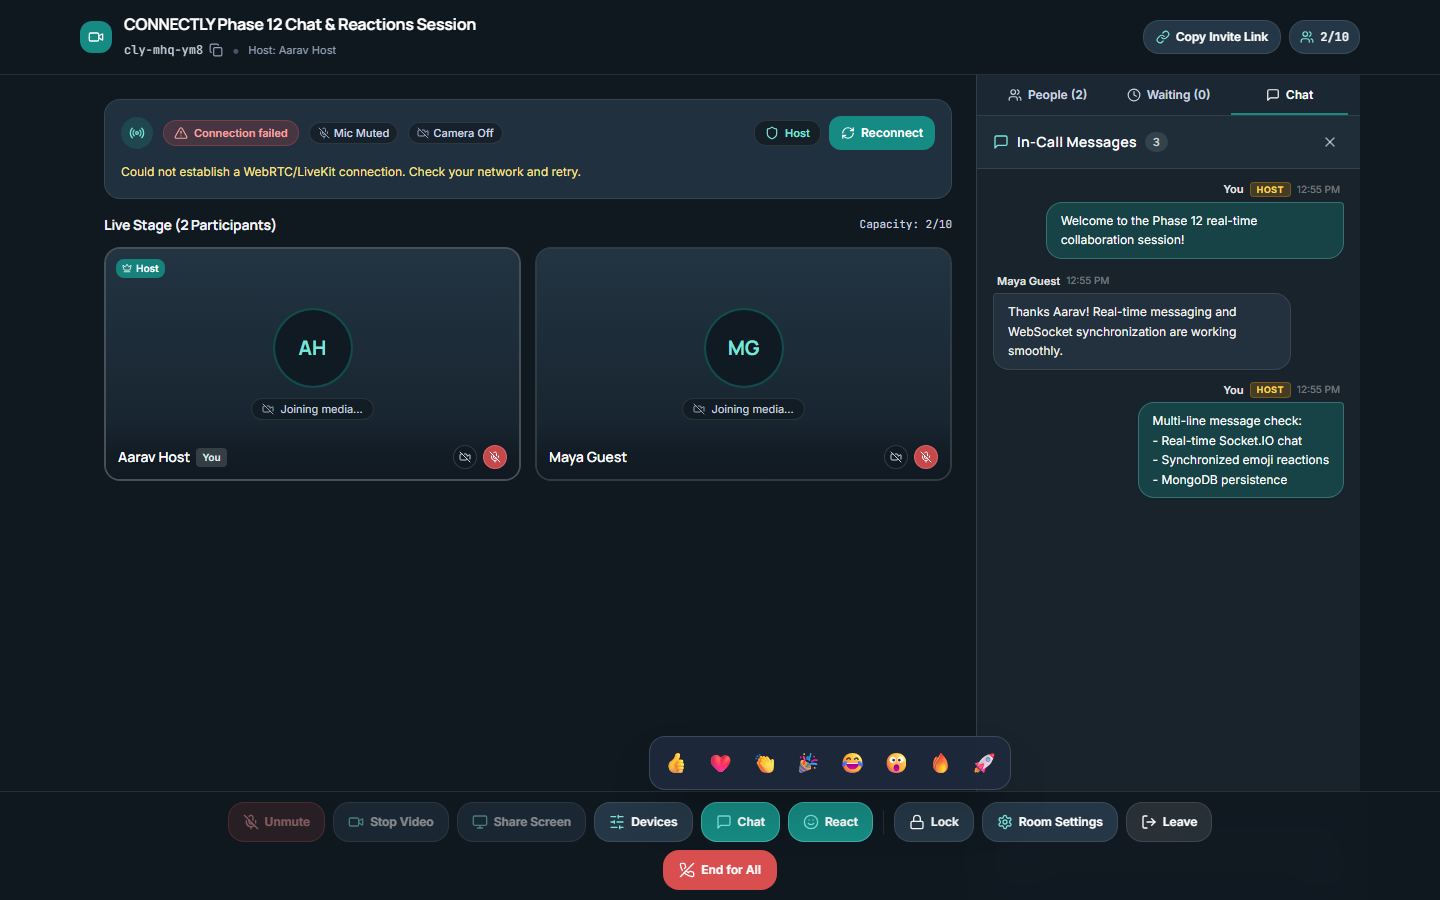 CONNECTLY Phase 12 Chat & Reactions Session
cly-mhq-ym8 Host: Aarav Host
Copy Invite Link
2/10
Connection failed
Mic Muted
Camera Off
Host
Reconnect
Could not establish a WebRTC/LiveKit connection. Check your network and retry.
Live Stage (2 Participants)
Capacity: 2/10
Host
AH
Joining media...
Aarav Host You
MG
Joining media...
Maya Guest
People (2)
Waiting (0)
Chat
In-Call Messages 3
You HOST 12:55 PM
Welcome to the Phase 12 real-time
collaboration session!
Maya Guest 12:55 PM
Thanks Aarav! Real-time messaging and
WebSocket synchronization are working
smoothly.
You HOST 12:55 PM
Multi-line message check:
- Real-time Socket.IO chat
- Synchronized emoji reactions
- MongoDB persistence
Unmute
Stop Video
Share Screen
Devices
Chat
React
Lock
Room Settings
Leave
End for All